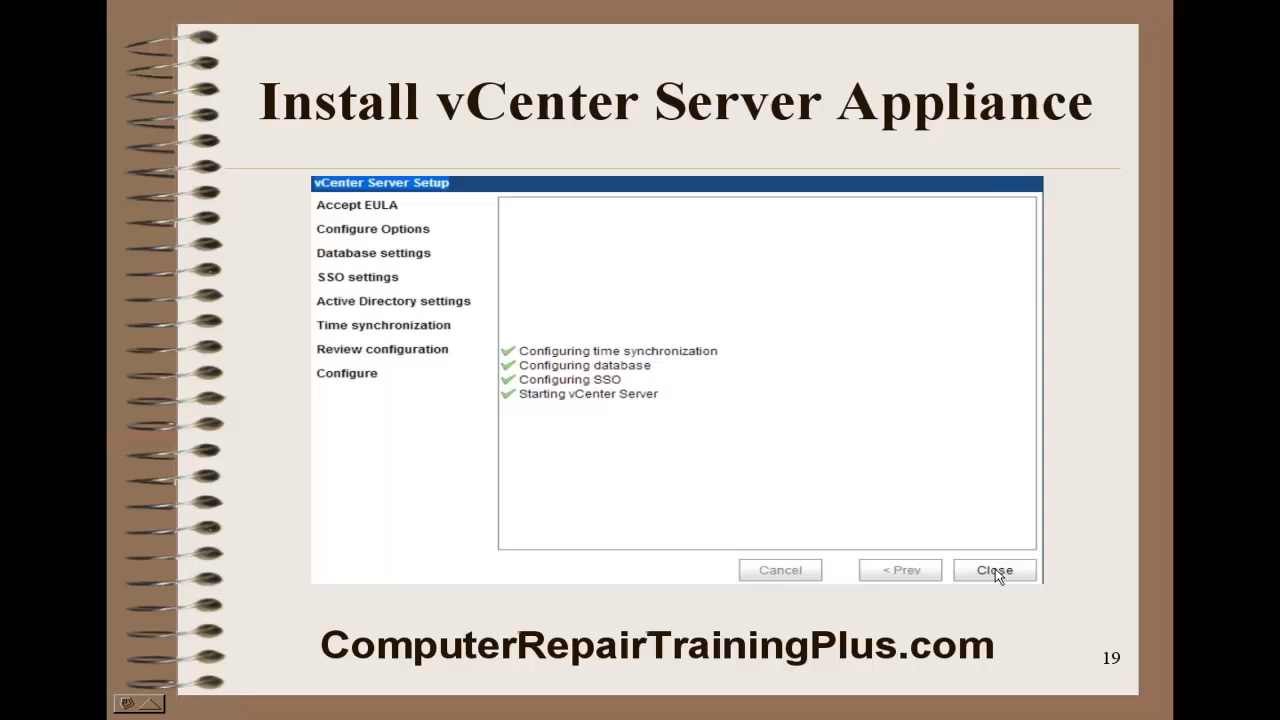 Install vCenter Server Appliance
vCenter Server Setup
Accept EULA
Configure Options
Database settings
SSO settings
Active Directory settings
Time synchronization
Review configuration
Configure
Configuring time synchronization
Configuring database
Configuring SSO
Starting vCenter Server
Cancel
< Prev
Close
ComputerRepairTrainingPlus.com
19